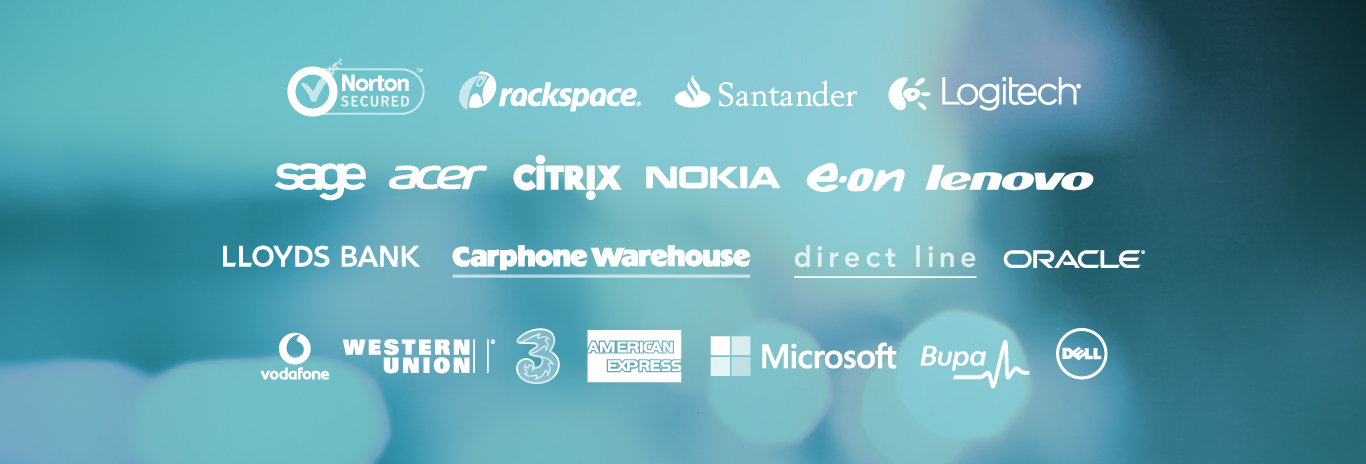 Norton SECURED ™ rackspace® Santander Logitech
sage acer CiTRiX NOKIA e·on lenovo
LLOYDS BANK Carphone Warehouse direct line ORACLE®
vodafone WESTERN UNION ® 3 AMERICAN EXPRESS Microsoft Bupa DELL